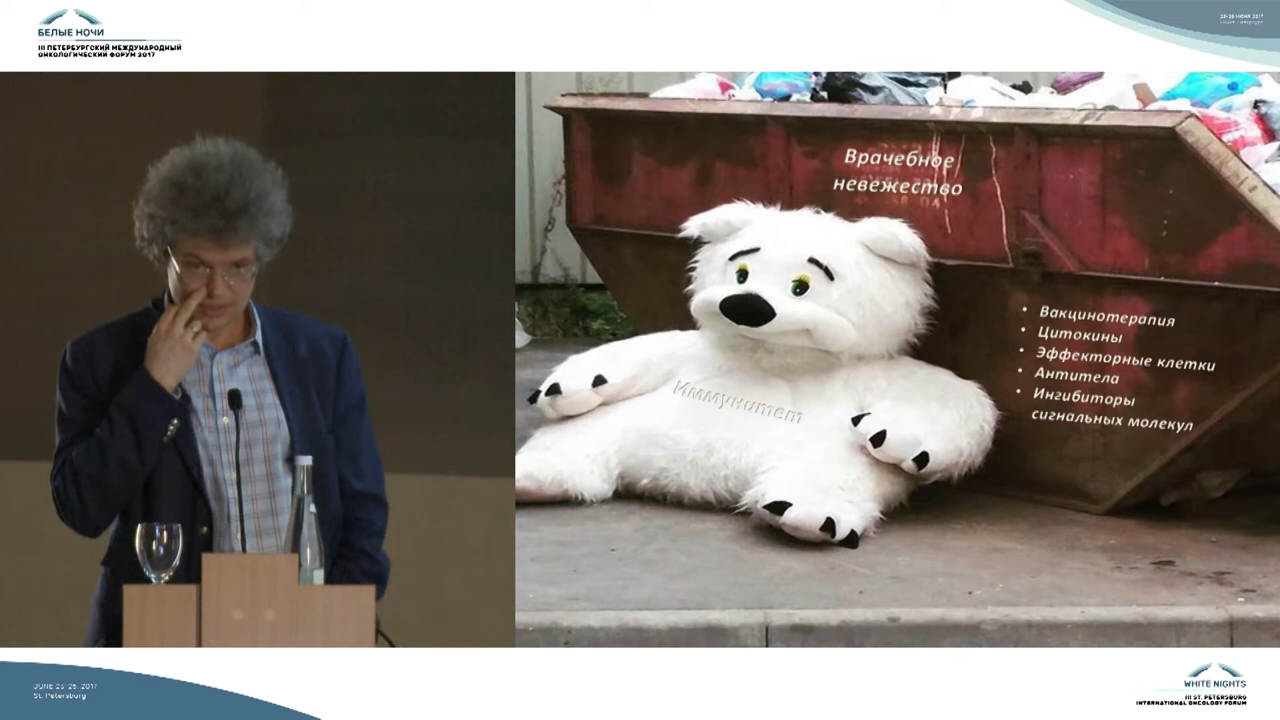 БЕЛЫЕ НОЧИ
III ПЕТЕРБУРГСКИЙ МЕЖДУНАРОДНЫЙ
ОНКОЛОГИЧЕСКИЙ ФОРУМ 2017
Врачебное
невежество
• Вакцинотерапия
• Цитокины
• Эффекторные клетки
• Антитела
• Ингибиторы
сигнальных молекул
Иммунитет
JUNE 23-26, 2017
St. Petersburg
WHITE NIGHTS
III ST. PETERSBURG
INTERNATIONAL ONCOLOGY FORUM